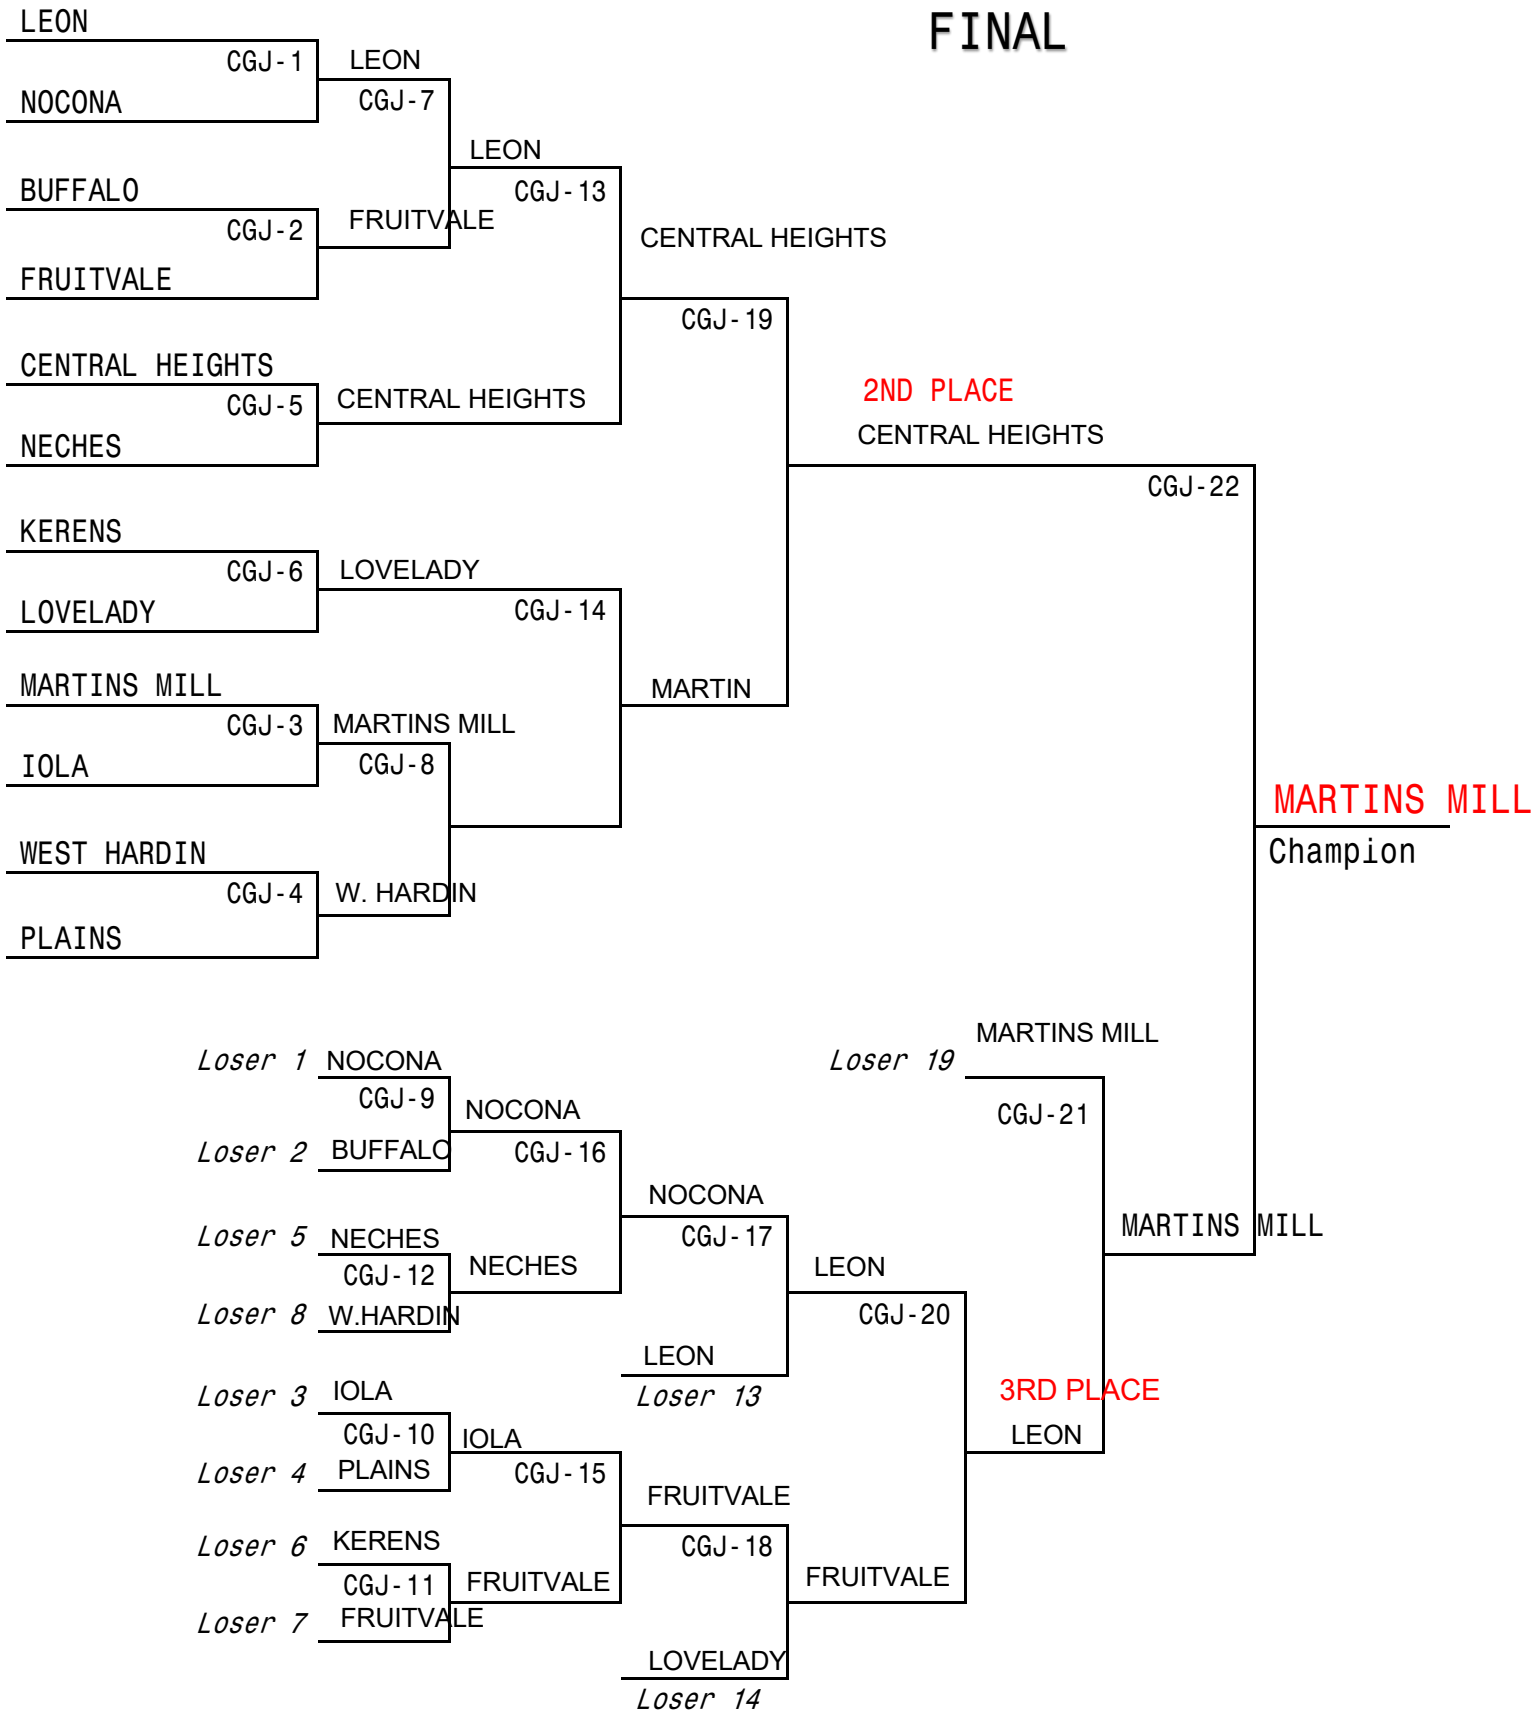 FINAL
LEON
CGJ-1
LEON
NOCONA
CGJ-7
LEON
BUFFALO
CGJ-13
CGJ-2
FRUITVALE
CENTRAL HEIGHTS
FRUITVALE
CGJ-19
CENTRAL HEIGHTS
CGJ-5
CENTRAL HEIGHTS
2ND PLACE
CENTRAL HEIGHTS
NECHES
CGJ-22
KERENS
CGJ-6
LOVELADY
LOVELADY
CGJ-14
MARTINS MILL
MARTIN
CGJ-3
MARTINS MILL
IOLA
CGJ-8
MARTINS MILL
Champion
WEST HARDIN
CGJ-4
W. HARDIN
PLAINS
MARTINS MILL
Loser 1
NOCONA
Loser 19
CGJ-9
NOCONA
CGJ-21
Loser 2
BUFFALO
CGJ-16
NOCONA
MARTINS MILL
Loser 5
NECHES
CGJ-17
CGJ-12
NECHES
LEON
Loser 8
W.HARDIN
CGJ-20
LEON
Loser 13
3RD PLACE
Loser 3
IOLA
CGJ-10
IOLA
LEON
Loser 4
PLAINS
CGJ-15
FRUITVALE
Loser 6
KERENS
CGJ-18
CGJ-11
FRUITVALE
FRUITVALE
Loser 7
FRUITVALE
LOVELADY
Loser 14